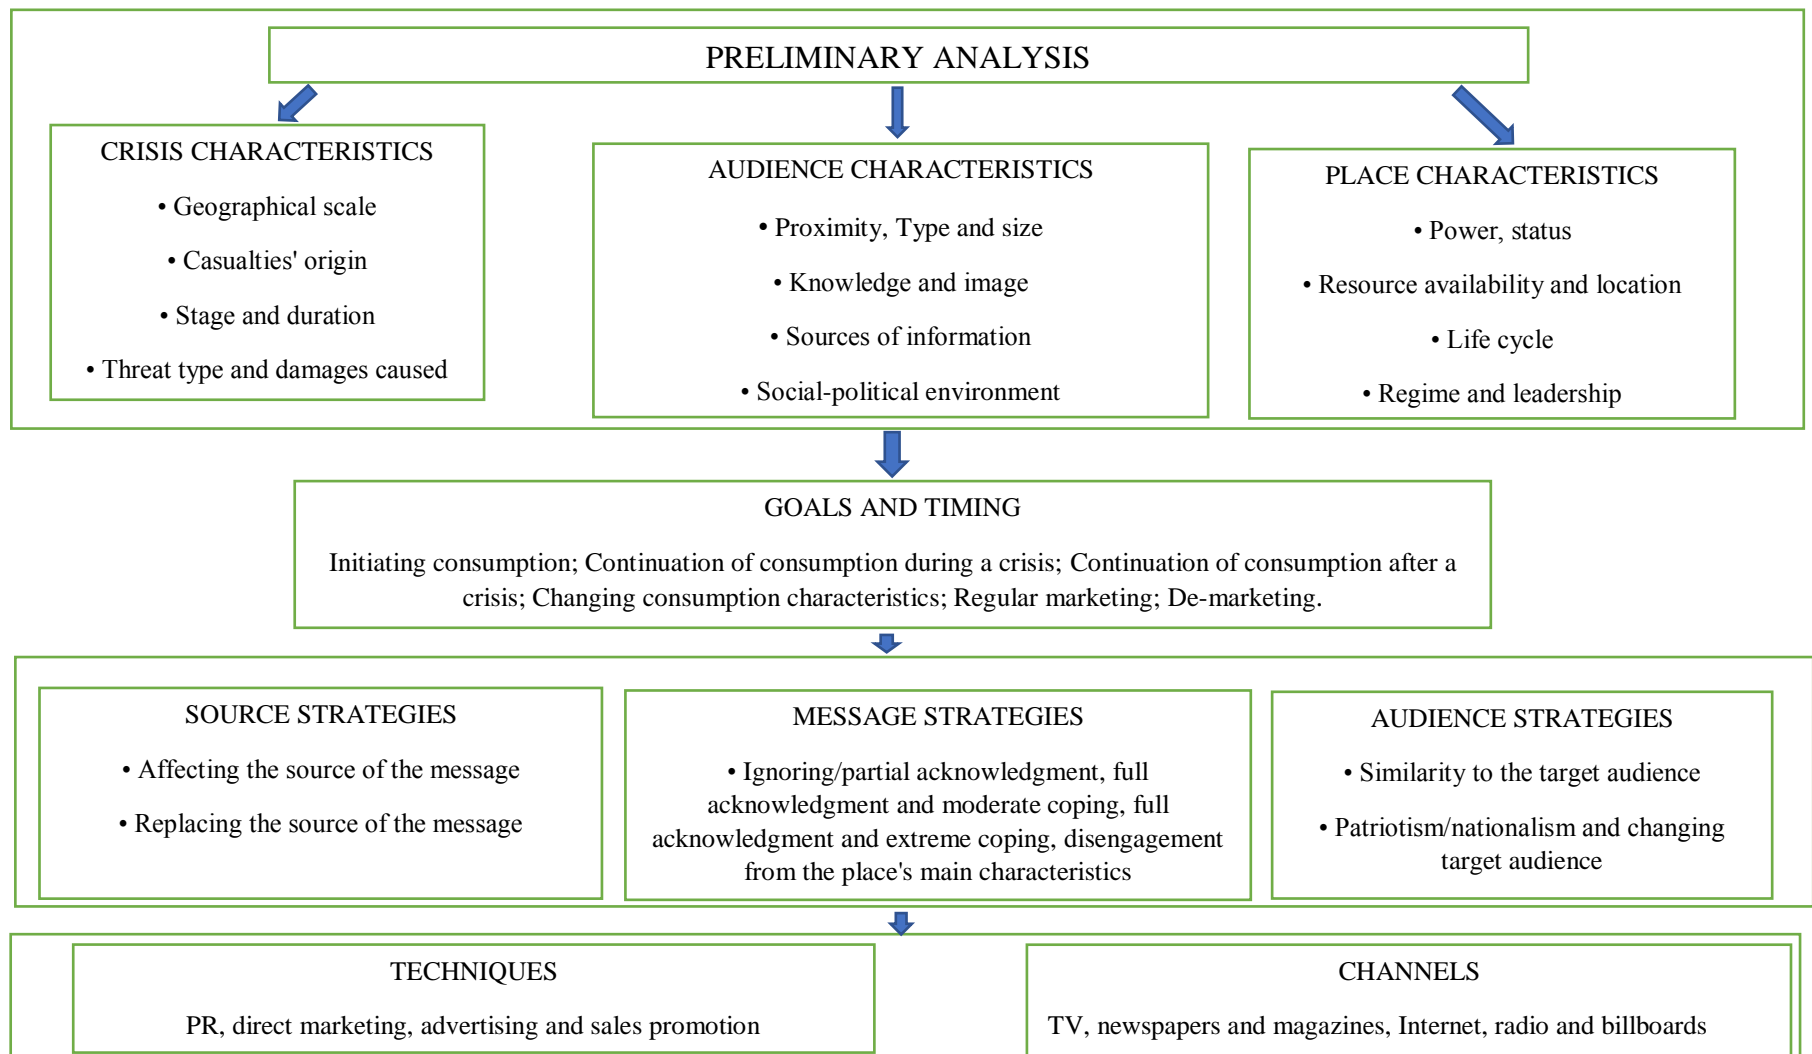 PRELIMINARY ANALYSIS
CRISIS CHARACTERISTICS
• Geographical scale
• Casualties' origin
• Stage and duration
• Threat type and damages caused
AUDIENCE CHARACTERISTICS
• Proximity, Type and size
• Knowledge and image
• Sources of information
• Social-political environment
PLACE CHARACTERISTICS
• Power, status
• Resource availability and location
• Life cycle
• Regime and leadership
GOALS AND TIMING
Initiating consumption; Continuation of consumption during a crisis; Continuation of consumption after a
crisis; Changing consumption characteristics; Regular marketing; De-marketing.
SOURCE STRATEGIES
• Affecting the source of the message
• Replacing the source of the message
MESSAGE STRATEGIES
• Ignoring/partial acknowledgment, full
acknowledgment and moderate coping, full
acknowledgment and extreme coping, disengagement
from the place's main characteristics
AUDIENCE STRATEGIES
• Similarity to the target audience
• Patriotism/nationalism and changing
target audience
TECHNIQUES
PR, direct marketing, advertising and sales promotion
CHANNELS
TV, newspapers and magazines, Internet, radio and billboards